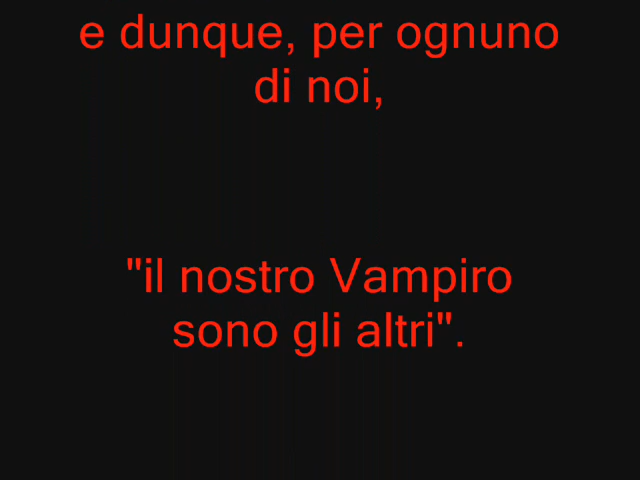 e dunque, per ognuno
di noi,
"il nostro Vampiro
sono gli altri".